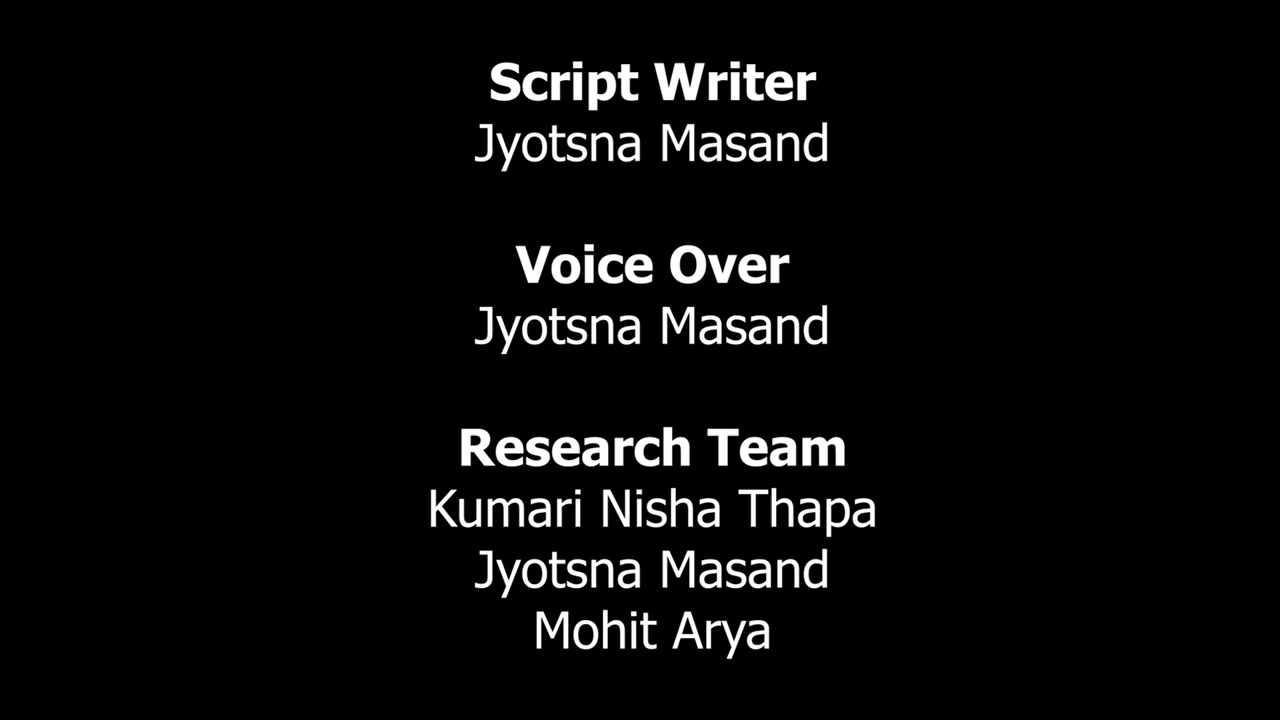 Script Writer
Jyotsna Masand
Voice Over
Jyotsna Masand
Research Team
Kumari Nisha Thapa
Jyotsna Masand
Mohit Arya